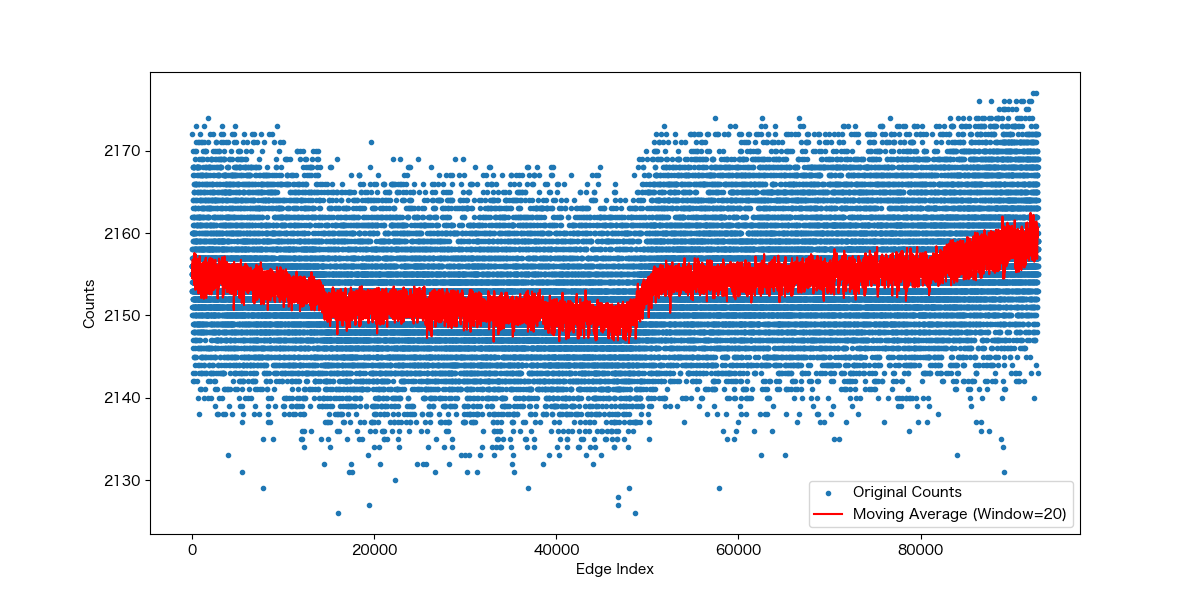 2170
2160
2150
2140
2130
Counts
0
20000
40000
60000
80000
Edge Index
Original Counts
Moving Average (Window=20)